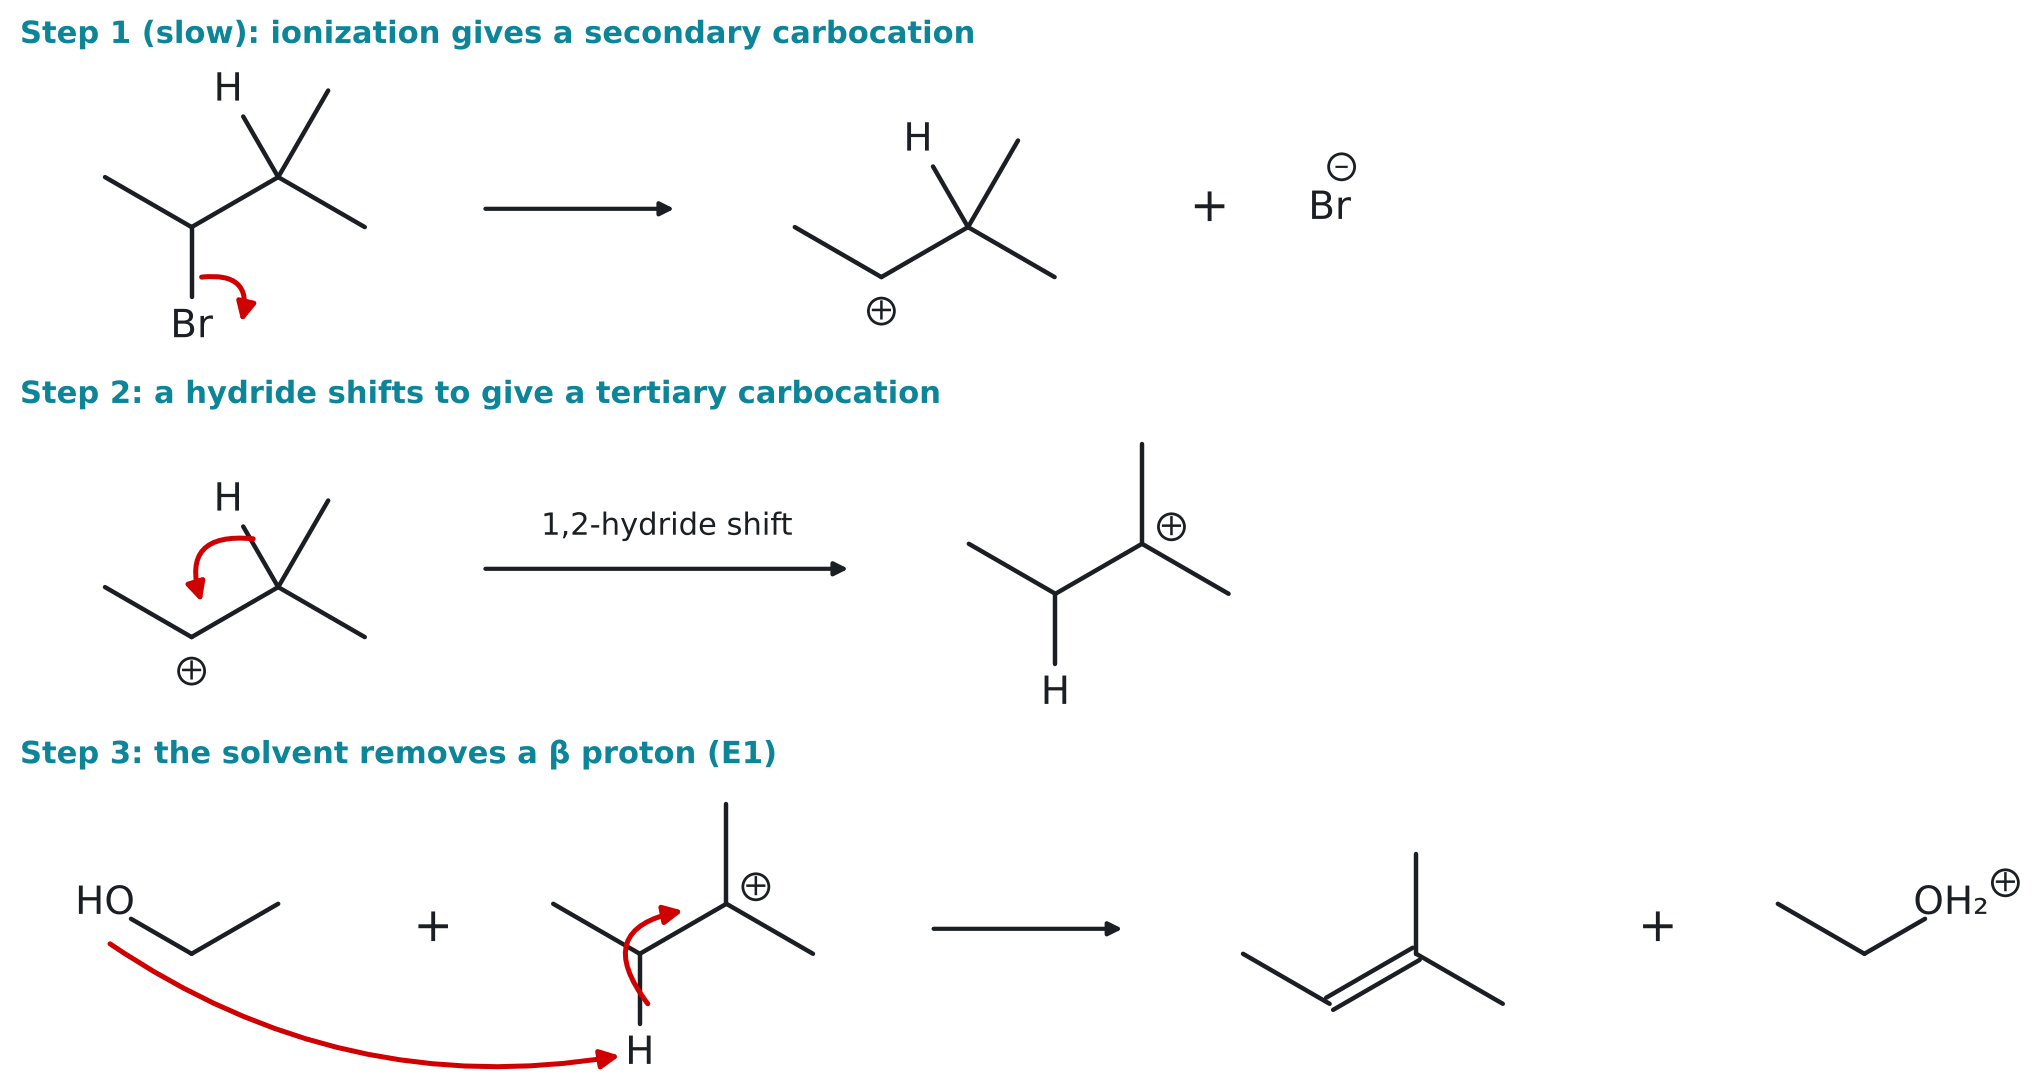 Step 1 (slow): ionization gives a secondary carbocation
H
H
⊖
+ Br
⊕
Br
Step 2: a hydride shifts to give a tertiary carbocation
H
1,2-hydride shift
⊕
⊕
H
Step 3: the solvent removes a β proton (E1)
⊕
⊕
HO
OH₂
+
+
H